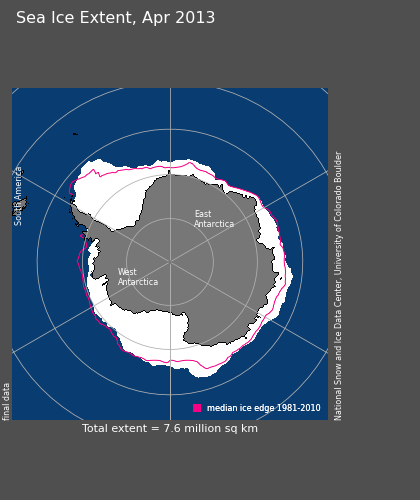 Sea Ice Extent, Apr 2013
South America
East
Antarctica
West
Antarctica
National Snow and Ice Data Center, University of Colorado Boulder
final data
median ice edge 1981-2010
Total extent = 7.6 million sq km